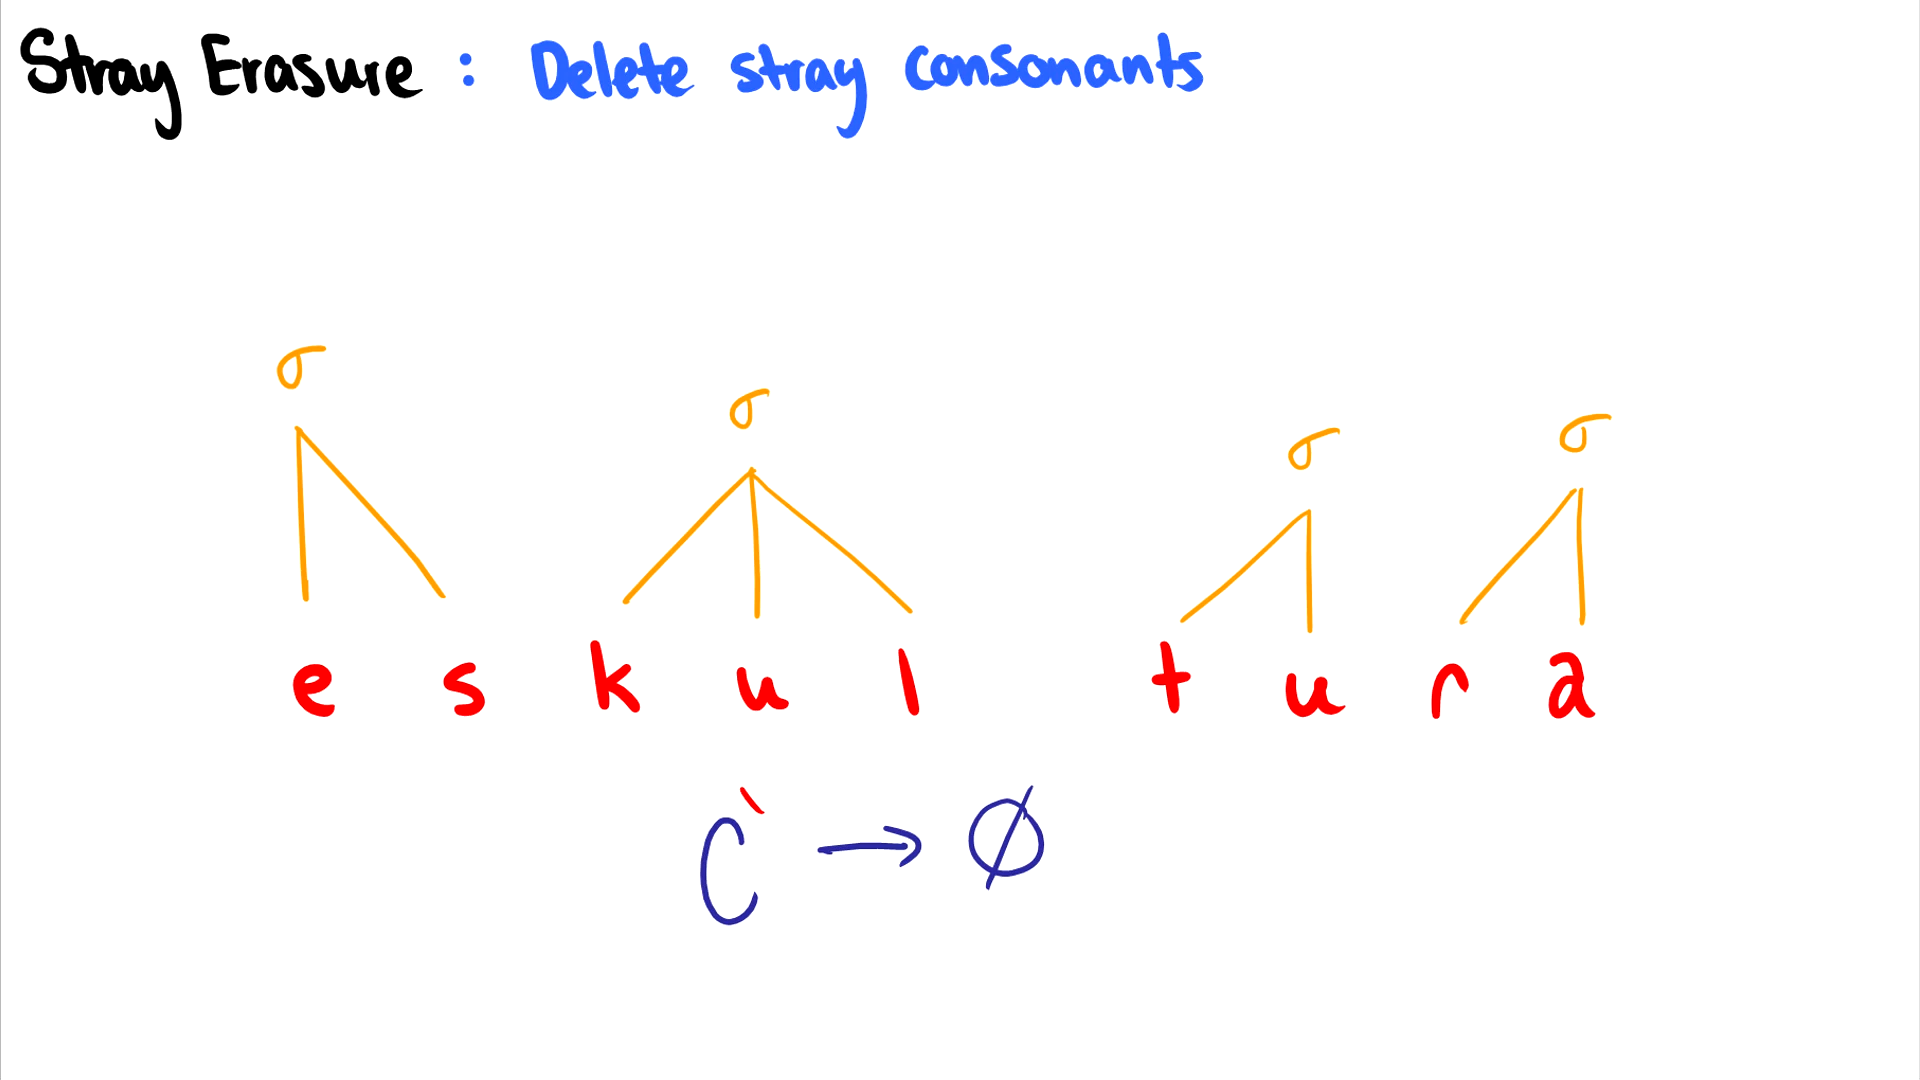 Stray Erasure : Delete stray consonants
σ σ σ σ
e s k u l t u r a
C' → ∅